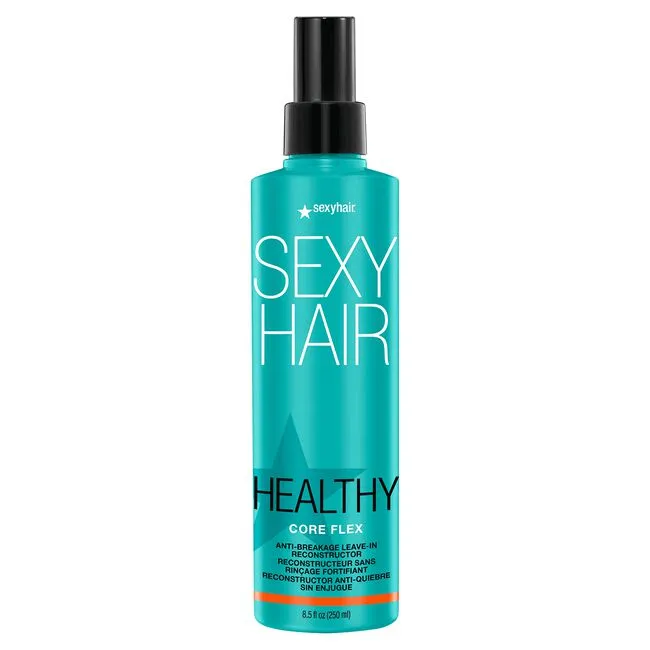 sexyhair.
SEXY
HAIR
HEALTHY
CORE FLEX
ANTI-BREAKAGE LEAVE-IN
RECONSTRUCTOR
RECONSTRUCTEUR SANS
RINÇAGE FORTIFIANT
RECONSTRUCTOR ANTI-QUIEBRE
SIN ENJUGUE
8.5 fl oz (250 ml)